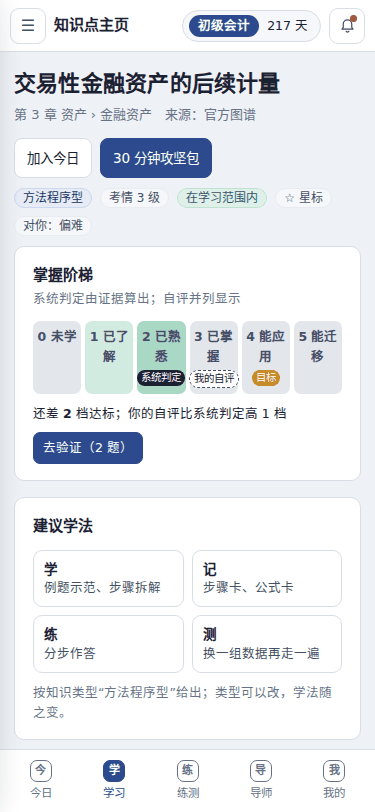 ☰ 知识点主页 初级会计 217 天
交易性金融资产的后续计量
第 3 章 资产 › 金融资产 来源：官方图谱
加入今日 30 分钟攻坚包
方法程序型 考情 3 级 在学习范围内 ☆ 星标
对你：偏难
掌握阶梯
系统判定由证据算出；自评并列显示
0 未学 1 已了解 2 已熟悉 3 已掌握 4 能应用 5 能迁移
系统判定 我的自评 目标
还差 2 档达标；你的自评比系统判定高 1 档
去验证（2 题）
建议学法
学 记
例题示范、步骤拆解 步骤卡、公式卡
练 测
分步作答 换一组数据再走一遍
按知识类型“方法程序型”给出；类型可以改，学法随
之变。
今 学 练 导 我
今日 学习 练测 导师 我的